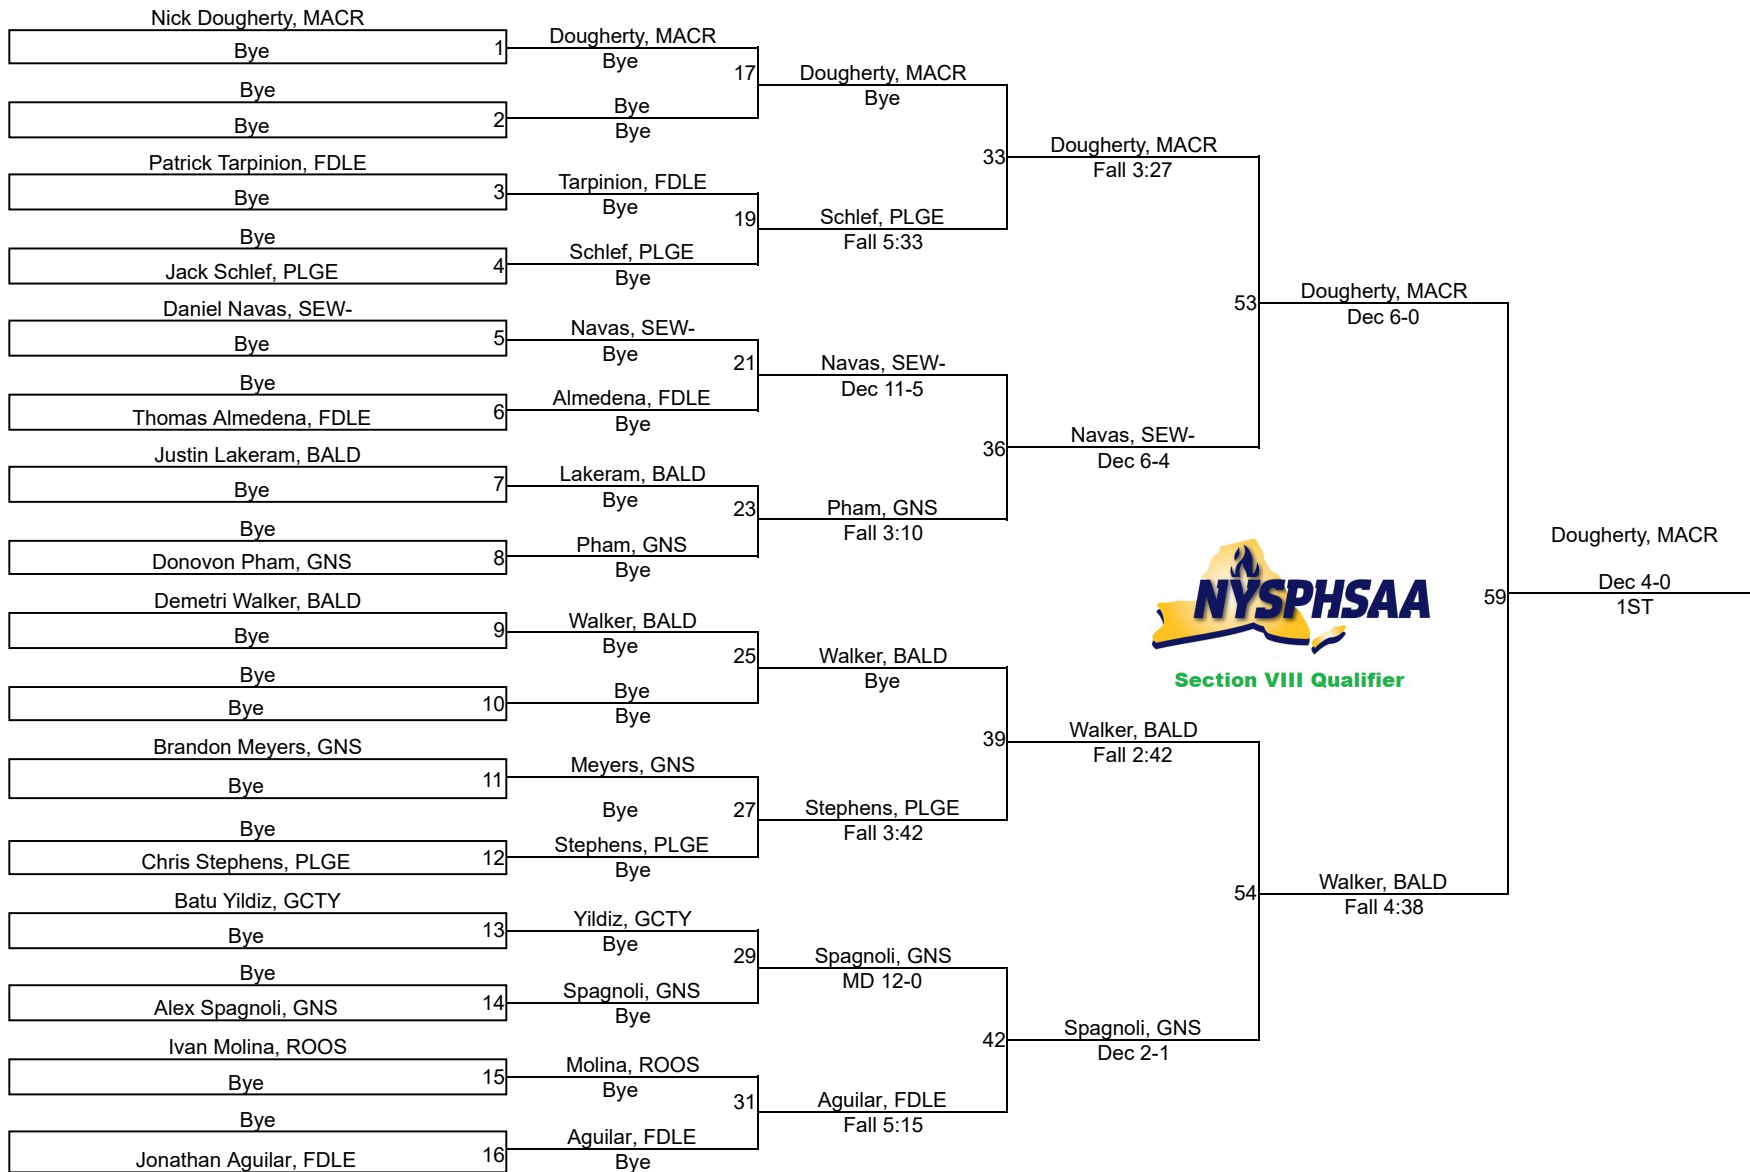 Nick Dougherty, MACR
Bye
1
Bye
Bye
2
Patrick Tarpinion, FDLE
Bye
3
Bye
Jack Schlef, PLGE
4
Daniel Navas, SEW-
Bye
5
Bye
Thomas Almedena, FDLE
6
Justin Lakeram, BALD
Bye
7
Bye
Donovon Pham, GNS
8
Demetri Walker, BALD
Bye
9
Bye
Bye
10
Brandon Meyers, GNS
Bye
11
Bye
Chris Stephens, PLGE
12
Batu Yildiz, GCTY
Bye
13
Bye
Alex Spagnoli, GNS
14
Ivan Molina, ROOS
Bye
15
Bye
Jonathan Aguilar, FDLE
16
Dougherty, MACR
Bye
17
Bye
Bye
Tarpinion, FDLE
Bye
19
Schlef, PLGE
Bye
Navas, SEW-
Bye
21
Almedena, FDLE
Bye
Lakeram, BALD
Bye
23
Pham, GNS
Bye
Walker, BALD
Bye
25
Bye
Bye
Meyers, GNS
Bye
27
Stephens, PLGE
Bye
Yildiz, GCTY
Bye
29
Spagnoli, GNS
Bye
Molina, ROOS
Bye
31
Aguilar, FDLE
Bye
Dougherty, MACR
Bye
33
Schlef, PLGE
Fall 5:33
Navas, SEW-
Dec 11-5
36
Pham, GNS
Fall 3:10
Walker, BALD
Bye
39
Stephens, PLGE
Fall 3:42
Spagnoli, GNS
MD 12-0
42
Aguilar, FDLE
Fall 5:15
Dougherty, MACR
Fall 3:27
53
Navas, SEW-
Dec 6-4
Walker, BALD
Fall 2:42
54
Spagnoli, GNS
Dec 2-1
Dougherty, MACR
Dec 6-0
NYSPHSAA
Section VIII Qualifier
59
Walker, BALD
Fall 4:38
Dougherty, MACR
Dec 4-0
1ST